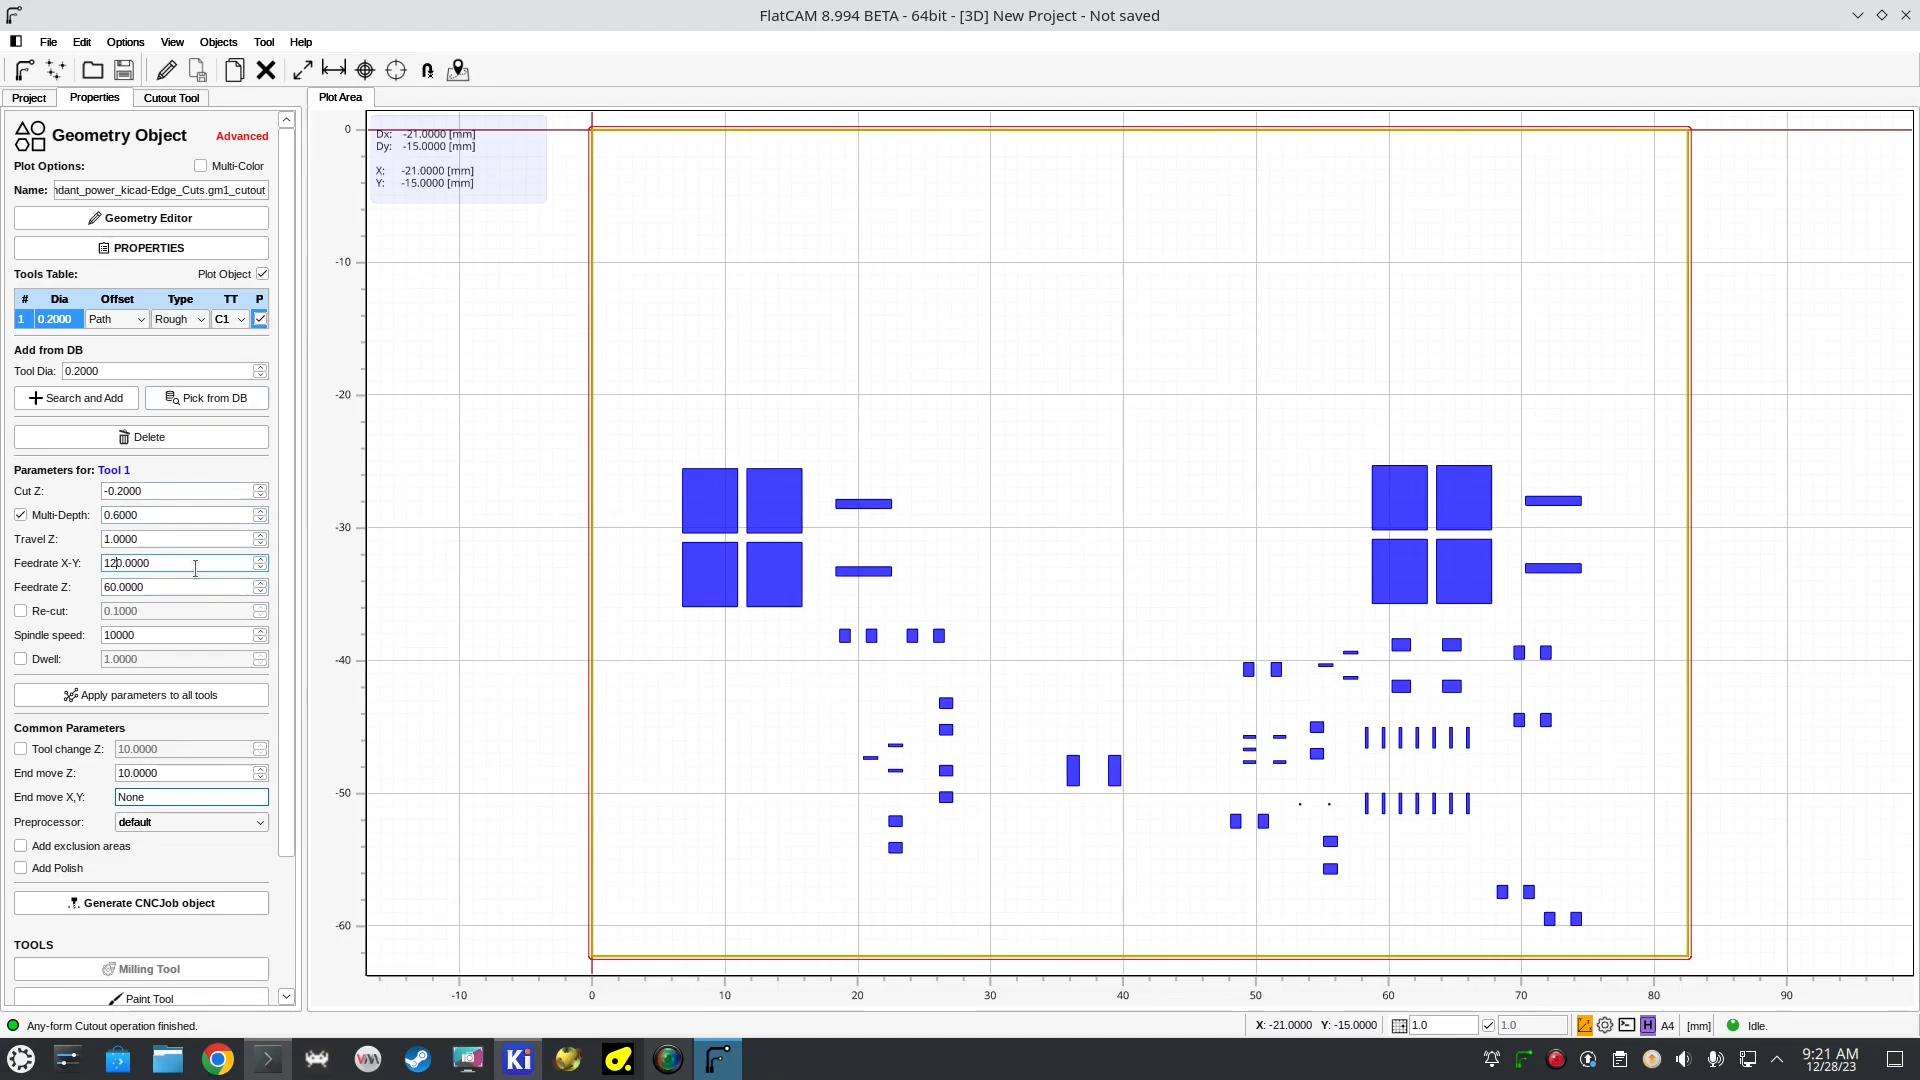 FlatCAM 8.994 BETA - 64bit - [3D] New Project - Not saved
File Edit Options View Objects Tool Help
Project Properties Cutout Tool Plot Area
Geometry Object Advanced
Plot Options: Multi-Color
Name: ndant_power_kicad-Edge_Cuts.gm1_cutout
Geometry Editor
PROPERTIES
Tools Table: Plot Object
# Dia Offset Type TT P
1 0.2000 Path Rough C1
Add from DB
Tool Dia: 0.2000
Search and Add Pick from DB
Delete
Parameters for: Tool 1
Cut Z: -0.2000
Multi-Depth: 0.6000
Travel Z: 1.0000
Feedrate X-Y: 120.0000
Feedrate Z: 60.0000
Re-cut: 0.1000
Spindle speed: 10000
Dwell: 1.0000
Apply parameters to all tools
Common Parameters
Tool change Z: 10.0000
End move Z: 10.0000
End move X,Y: None
Preprocessor: default
Add exclusion areas
Add Polish
Generate CNCJob object
TOOLS
Milling Tool
Paint Tool
Dx: -21.0000 [mm]
Dy: -15.0000 [mm]
X: -21.0000 [mm]
Y: -15.0000 [mm]
0
-10
-20
-30
-40
-50
-60
-10 0 10 20 30 40 50 60 70 80 90
Any-form Cutout operation finished.
X: -21.0000 Y: -15.0000 1.0 1.0 H A4 [mm] Idle.
VM Ki
9:21 AM
12/28/23